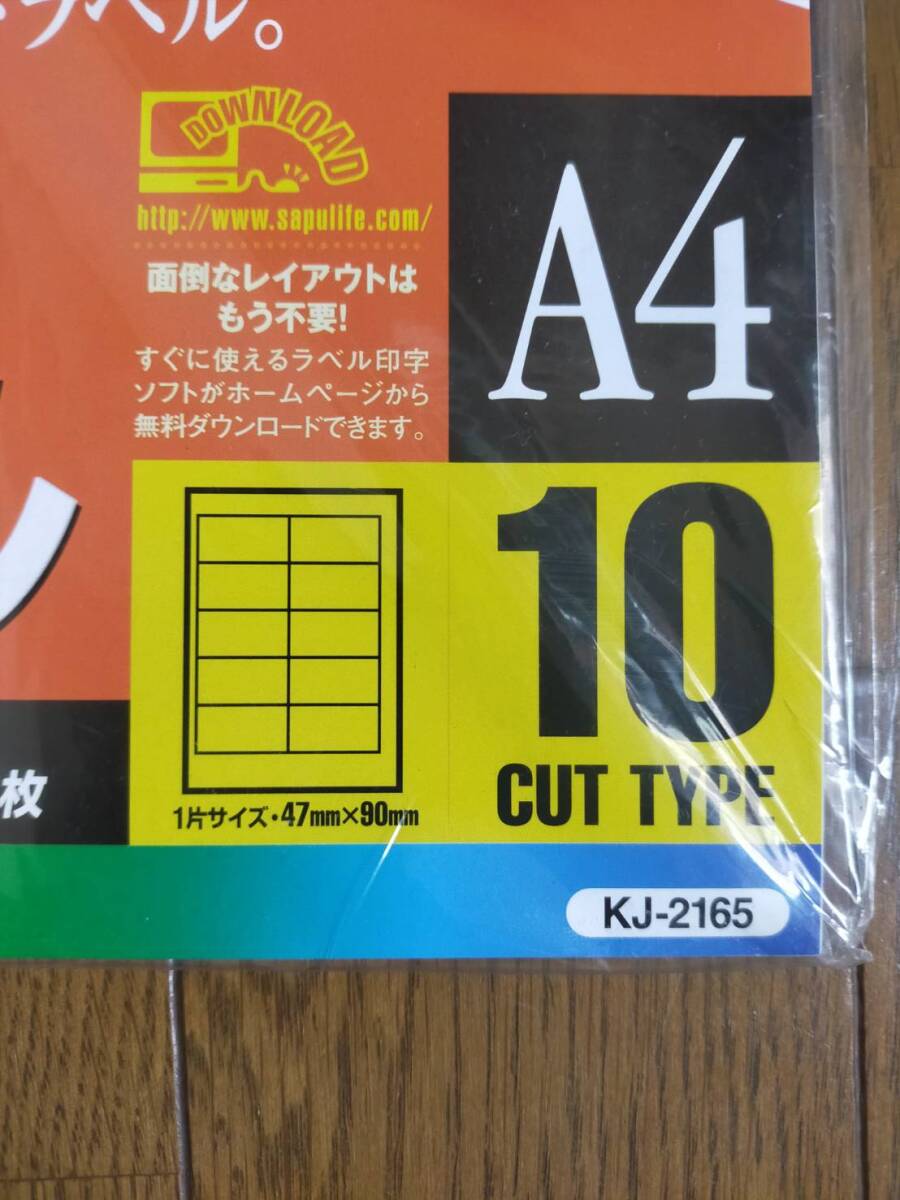 ラベル。
DOWNLOAD
http://www.sapulife.com/
面倒なレイアウトは
もう不要!
すぐに使えるラベル印字
ソフトがホームページから
無料ダウンロードできます。
A4
10
CUT TYPE
1片サイズ・47mm×90mm
枚
KJ-2165